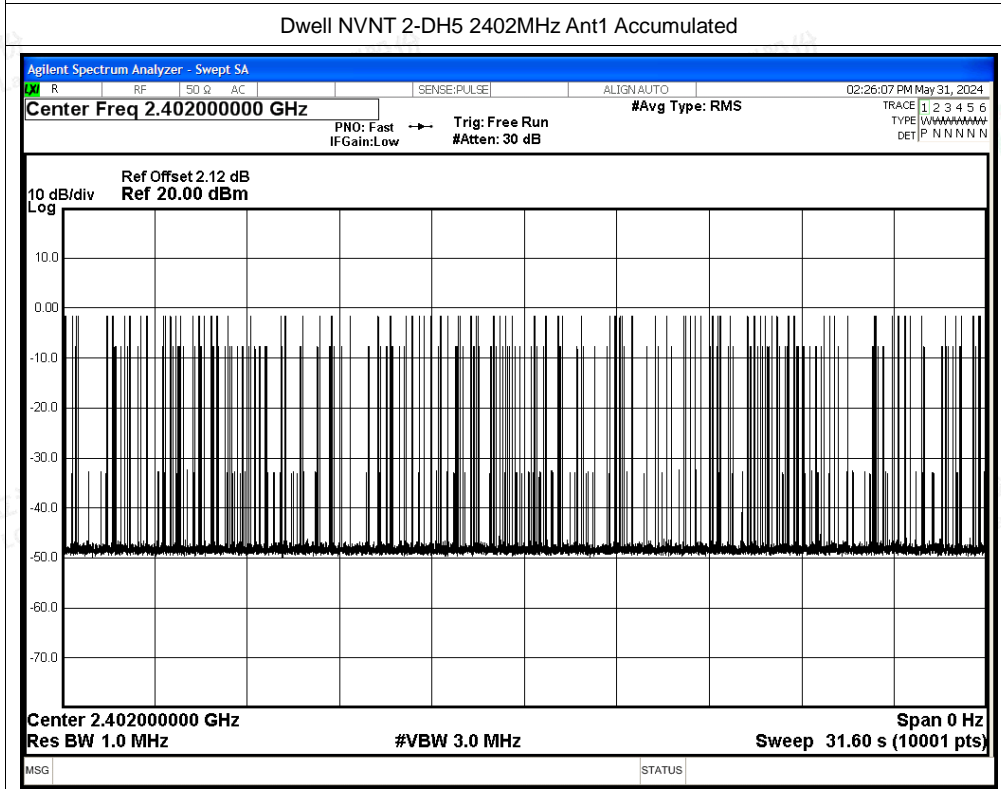 Dwell NVNT 2-DH5 2402MHz Ant1 Accumulated
Agilent Spectrum Analyzer - Swept SA
LXI R RF 50 Ω AC SENSE:PULSE ALIGN AUTO 02:26:07 PM May 31, 2024
Center Freq 2.402000000 GHz #Avg Type: RMS TRACE 1 2 3 4 5 6
PNO: Fast Trig: Free Run TYPE WWWWWW
IFGain:Low #Atten: 30 dB DET P N N N N N
Ref Offset 2.12 dB
10 dB/div Ref 20.00 dBm
Log
10.0
0.00
-10.0
-20.0
-30.0
-40.0
-50.0
-60.0
-70.0
Center 2.402000000 GHz Span 0 Hz
Res BW 1.0 MHz #VBW 3.0 MHz Sweep 31.60 s (10001 pts)
MSG STATUS